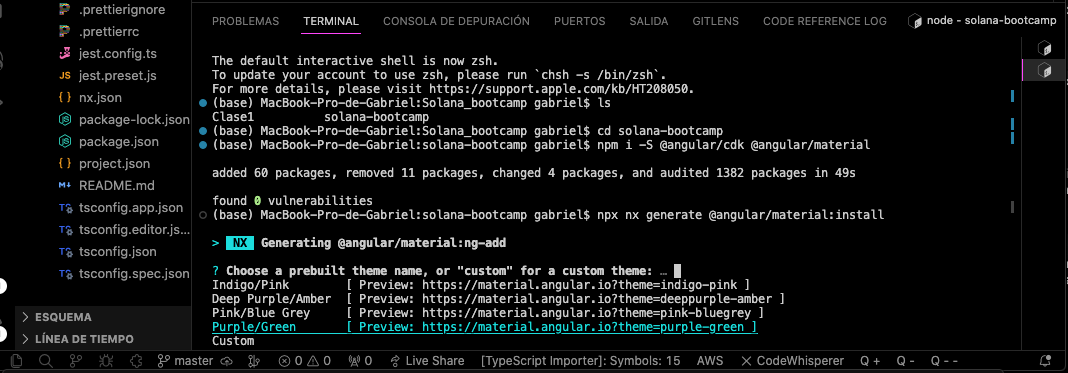 .prettierignore
.prettierrc
jest.config.ts
JS jest.preset.js
{ } nx.json
package-lock.json
package.json
{ } project.json
README.md
TS tsconfig.app.json
TS tsconfig.editor.js...
TS tsconfig.json
TS tsconfig.spec.json
> ESQUEMA
> LÍNEA DE TIEMPO
PROBLEMAS TERMINAL CONSOLA DE DEPURACIÓN PUERTOS SALIDA GITLENS CODE REFERENCE LOG node - solana-bootcamp
The default interactive shell is now zsh.
To update your account to use zsh, please run `chsh -s /bin/zsh`.
For more details, please visit https://support.apple.com/kb/HT208050.
(base) MacBook-Pro-de-Gabriel:Solana_bootcamp gabriel$ ls
Clase1 solana-bootcamp
(base) MacBook-Pro-de-Gabriel:Solana_bootcamp gabriel$ cd solana-bootcamp
(base) MacBook-Pro-de-Gabriel:solana-bootcamp gabriel$ npm i -S @angular/cdk @angular/material
added 60 packages, removed 11 packages, changed 4 packages, and audited 1382 packages in 49s
found 0 vulnerabilities
(base) MacBook-Pro-de-Gabriel:solana-bootcamp gabriel$ npx nx generate @angular/material:install
> NX Generating @angular/material:ng-add
? Choose a prebuilt theme name, or "custom" for a custom theme: …
Indigo/Pink [ Preview: https://material.angular.io?theme=indigo-pink ]
Deep Purple/Amber [ Preview: https://material.angular.io?theme=deeppurple-amber ]
Pink/Blue Grey [ Preview: https://material.angular.io?theme=pink-bluegrey ]
Purple/Green [ Preview: https://material.angular.io?theme=purple-green ]
Custom
master 0 0 0 Live Share [TypeScript Importer]: Symbols: 15 AWS CodeWhisperer Q + Q - Q - -